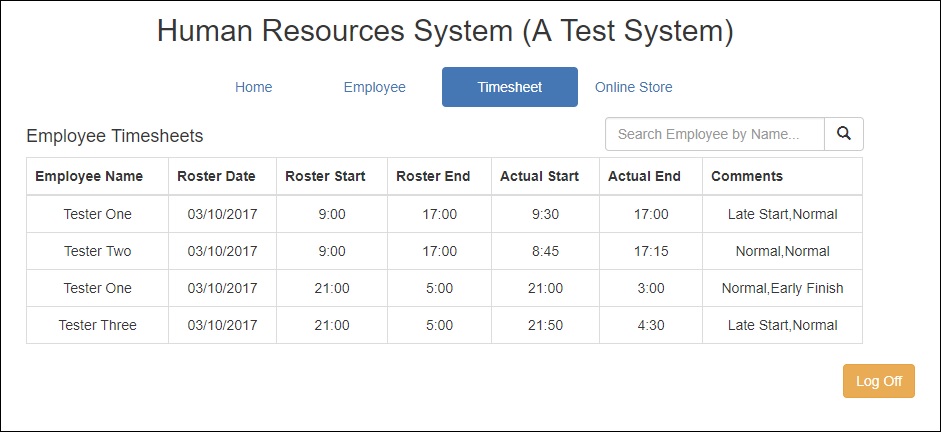 Human Resources System (A Test System)
Home Employee Timesheet Online Store
Employee Timesheets Search Employee by Name...
Employee Name Roster Date Roster Start Roster End Actual Start Actual End Comments
Tester One 03/10/2017 9:00 17:00 9:30 17:00 Late Start,Normal
Tester Two 03/10/2017 9:00 17:00 8:45 17:15 Normal,Normal
Tester One 03/10/2017 21:00 5:00 21:00 3:00 Normal,Early Finish
Tester Three 03/10/2017 21:00 5:00 21:50 4:30 Late Start,Normal
Log Off